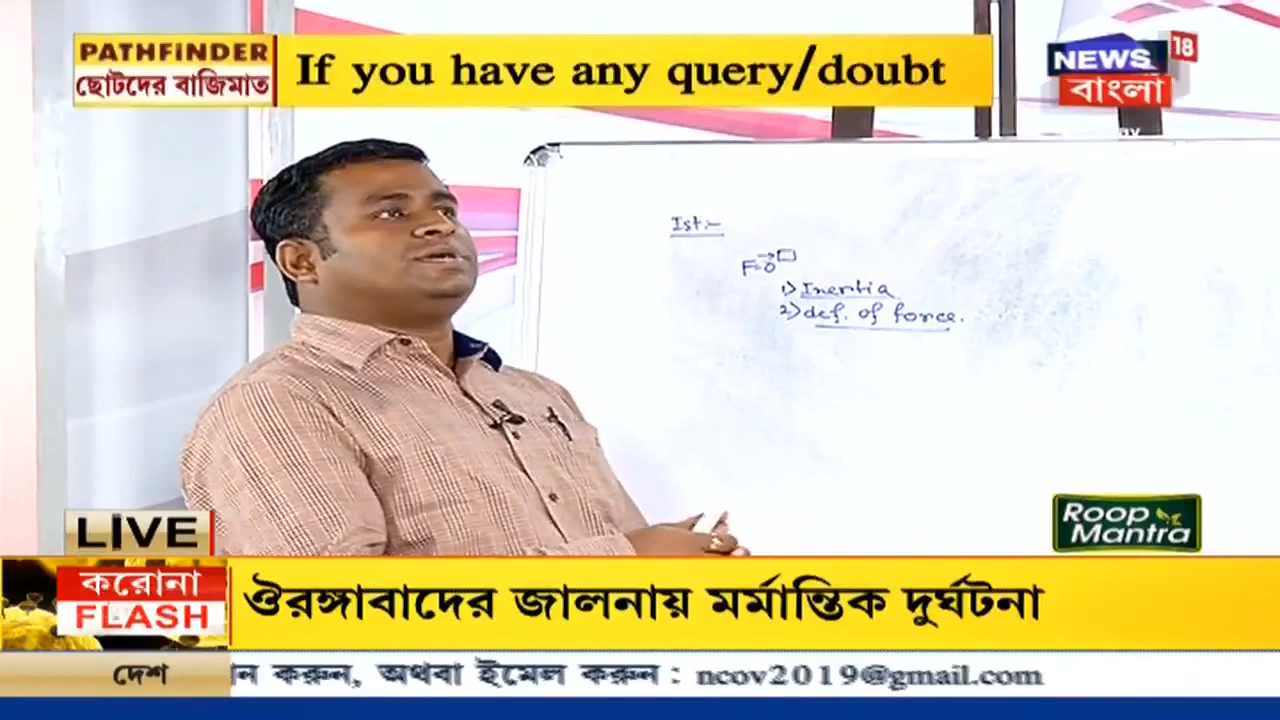 PATHFINDER
ছোটদের বাজিমাত
If you have any query/doubt
NEWS 18
বাংলা
Ist:-
F=0
1) Inertia
2) def. of force.
Roop
Mantra
LIVE
করোনা
FLASH
ঔরঙ্গাবাদের জালনায় মর্মান্তিক দুর্ঘটনা
দেশ
ন করুন, অথবা ইমেল করুন : ncov2019@gmail.com